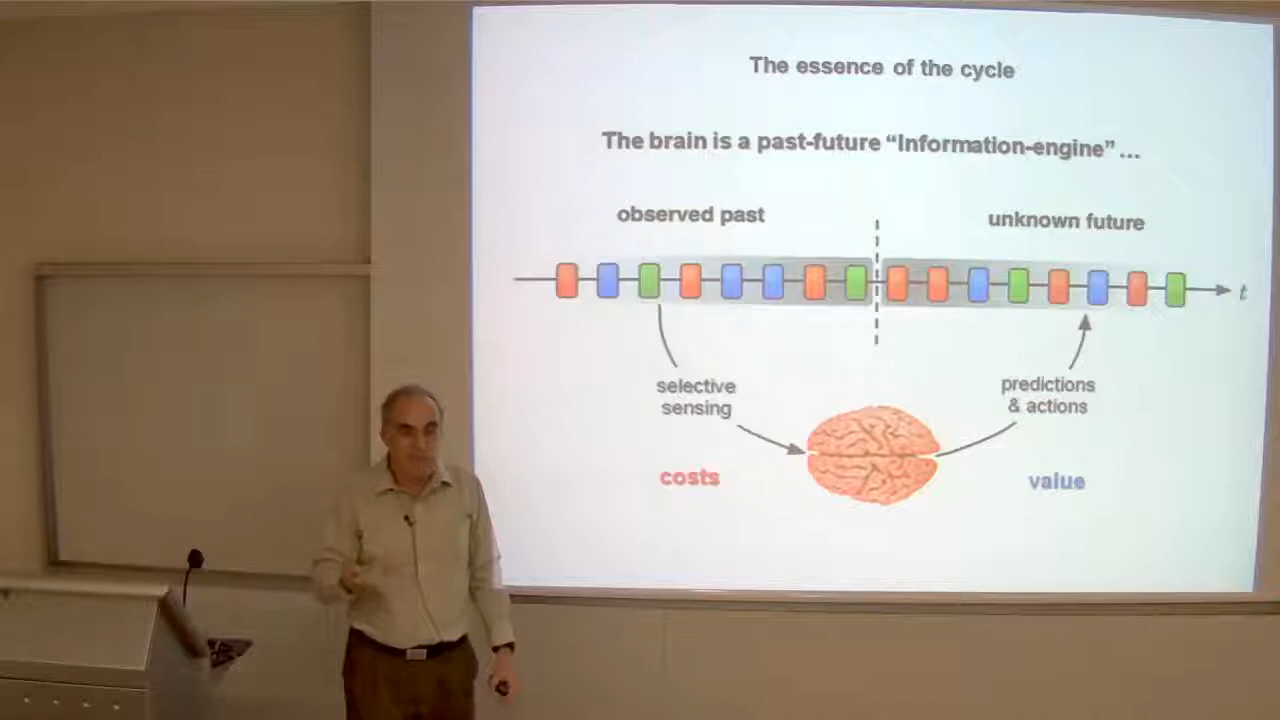 The essence of the cycle
The brain is a past-future “Information-engine” ...
observed past
unknown future
t
selective
sensing
predictions
& actions
costs
value